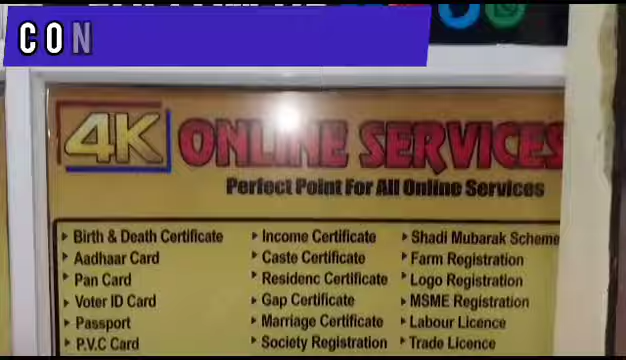 CON
4K ONLINE SERVICES
Perfect Point For All Online Services
Birth & Death Certificate
Aadhaar Card
Pan Card
Voter ID Card
Passport
P.V.C Card
Income Certificate
Caste Certificate
Residenc Certificate
Gap Certificate
Marriage Certificate
Society Registration
Shadi Mubarak Scheme
Farm Registration
Logo Registration
MSME Registration
Labour Licence
Trade Licence